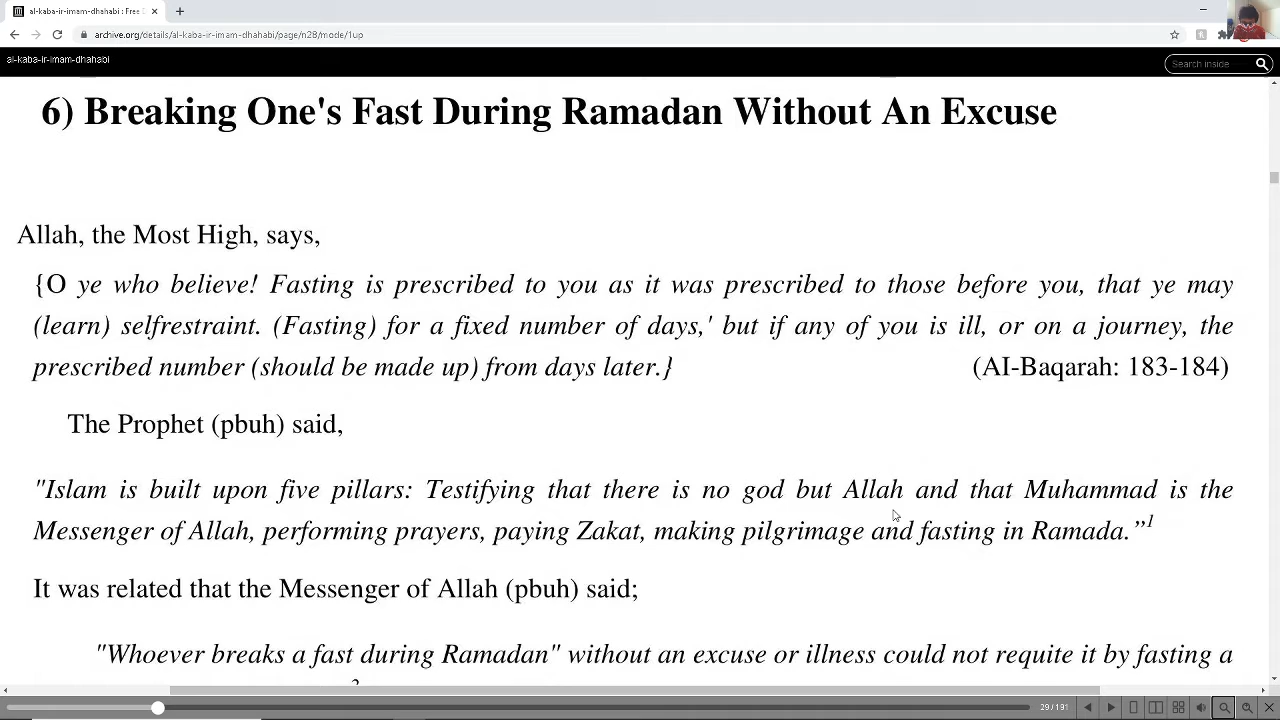 al-kaba-ir-imam-dhahabi : Free
archive.org/details/al-kaba-ir-imam-dhahabi/page/n28/mode/1up
al-kaba-ir-imam-dhahabi
Search inside
6) Breaking One's Fast During Ramadan Without An Excuse
Allah, the Most High, says,
{O ye who believe! Fasting is prescribed to you as it was prescribed to those before you, that ye may
(learn) selfrestraint. (Fasting) for a fixed number of days,' but if any of you is ill, or on a journey, the
prescribed number (should be made up) from days later.} (AI-Baqarah: 183-184)
The Prophet (pbuh) said,
"Islam is built upon five pillars: Testifying that there is no god but Allah and that Muhammad is the
Messenger of Allah, performing prayers, paying Zakat, making pilgrimage and fasting in Ramada.”1
It was related that the Messenger of Allah (pbuh) said;
"Whoever breaks a fast during Ramadan" without an excuse or illness could not requite it by fasting a
29 / 191